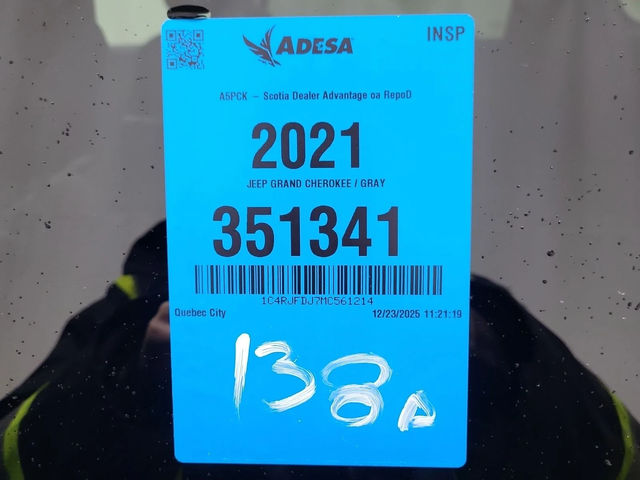 ADESA
INSP
A5PCK – Scotia Dealer Advantage oa RepoD
2021
JEEP GRAND CHEROKEE / GRAY
351341
1C4RJFDJ7MC561214
Quebec City 12/23/2025 11:21:19
138A